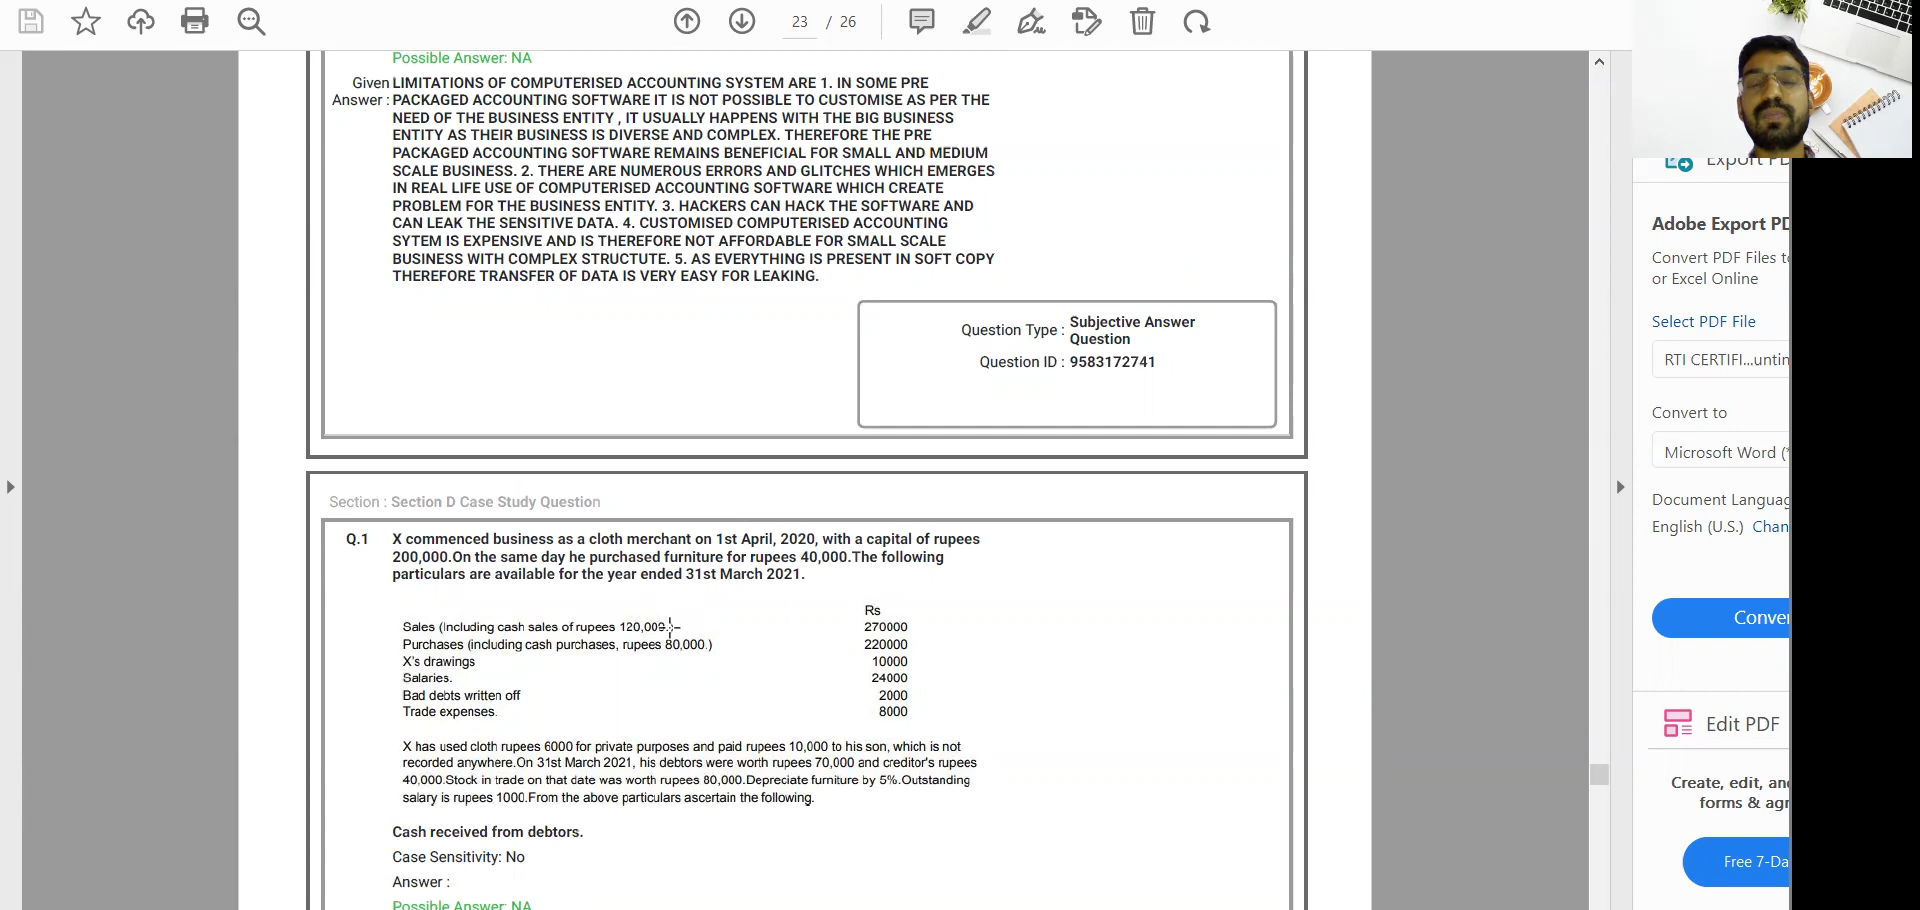 23 / 26
Possible Answer: NA
Given LIMITATIONS OF COMPUTERISED ACCOUNTING SYSTEM ARE 1. IN SOME PRE
Answer : PACKAGED ACCOUNTING SOFTWARE IT IS NOT POSSIBLE TO CUSTOMISE AS PER THE
NEED OF THE BUSINESS ENTITY , IT USUALLY HAPPENS WITH THE BIG BUSINESS
ENTITY AS THEIR BUSINESS IS DIVERSE AND COMPLEX. THEREFORE THE PRE
PACKAGED ACCOUNTING SOFTWARE REMAINS BENEFICIAL FOR SMALL AND MEDIUM
SCALE BUSINESS. 2. THERE ARE NUMEROUS ERRORS AND GLITCHES WHICH EMERGES
IN REAL LIFE USE OF COMPUTERISED ACCOUNTING SOFTWARE WHICH CREATE
PROBLEM FOR THE BUSINESS ENTITY. 3. HACKERS CAN HACK THE SOFTWARE AND
CAN LEAK THE SENSITIVE DATA. 4. CUSTOMISED COMPUTERISED ACCOUNTING
SYTEM IS EXPENSIVE AND IS THEREFORE NOT AFFORDABLE FOR SMALL SCALE
BUSINESS WITH COMPLEX STRUCTUTE. 5. AS EVERYTHING IS PRESENT IN SOFT COPY
THEREFORE TRANSFER OF DATA IS VERY EASY FOR LEAKING.
Question Type : Subjective Answer
Question
Question ID : 9583172741
Section : Section D Case Study Question
Q.1 X commenced business as a cloth merchant on 1st April, 2020, with a capital of rupees
200,000.On the same day he purchased furniture for rupees 40,000.The following
particulars are available for the year ended 31st March 2021.
Rs
Sales (Including cash sales of rupees 120,000 270000
Purchases (including cash purchases, rupees 80,000.) 220000
X's drawings 10000
Salaries. 24000
Bad debts written off 2000
Trade expenses. 8000
X has used cloth rupees 6000 for private purposes and paid rupees 10,000 to his son, which is not
recorded anywhere.On 31st March 2021, his debtors were worth rupees 70,000 and creditor's rupees
40,000.Stock in trade on that date was worth rupees 80,000.Depreciate furniture by 5%.Outstanding
salary is rupees 1000.From the above particulars ascertain the following.
Cash received from debtors.
Case Sensitivity: No
Answer :
Possible Answer: NA
Export PD
Adobe Export PD
Convert PDF Files to
or Excel Online
Select PDF File
RTI CERTIFI...untin
Convert to
Microsoft Word (*
Document Languag
English (U.S.) Chan
Conver
Edit PDF
Create, edit, an
forms & agr
Free 7-Da